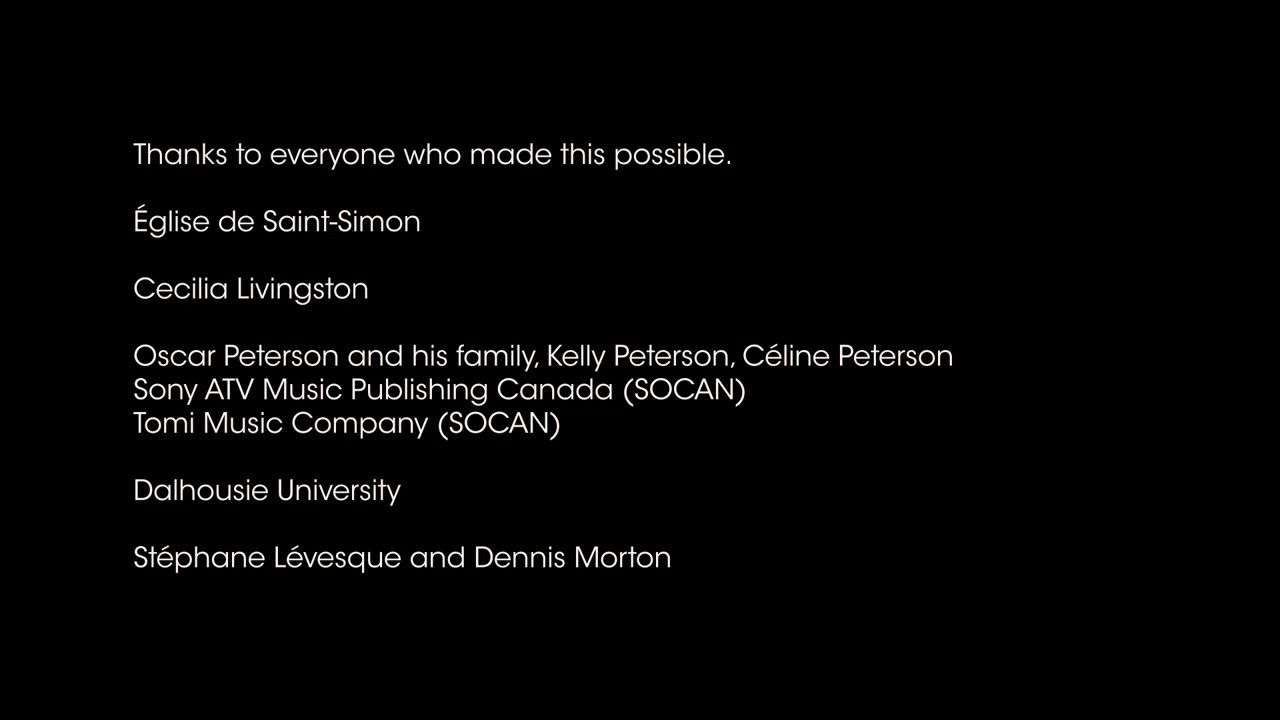 Thanks to everyone who made this possible.
Église de Saint-Simon
Cecilia Livingston
Oscar Peterson and his family, Kelly Peterson, Céline Peterson
Sony ATV Music Publishing Canada (SOCAN)
Tomi Music Company (SOCAN)
Dalhousie University
Stéphane Lévesque and Dennis Morton